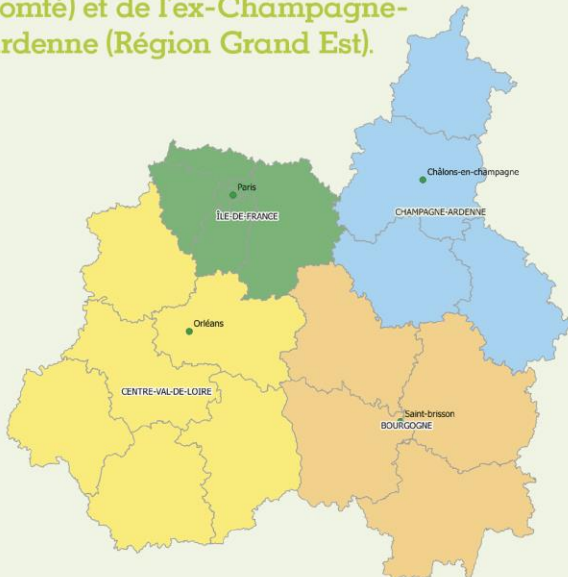 omté) et de l'ex-Champagne-
rdenne (Région Grand Est).
Châlons-en-champagne
Paris
CHAMPAGNE-ARDENNE
ÎLE-DE-FRANCE
Orléans
CENTRE-VAL-DE-LOIRE
Saint-brisson
BOURGOGNE